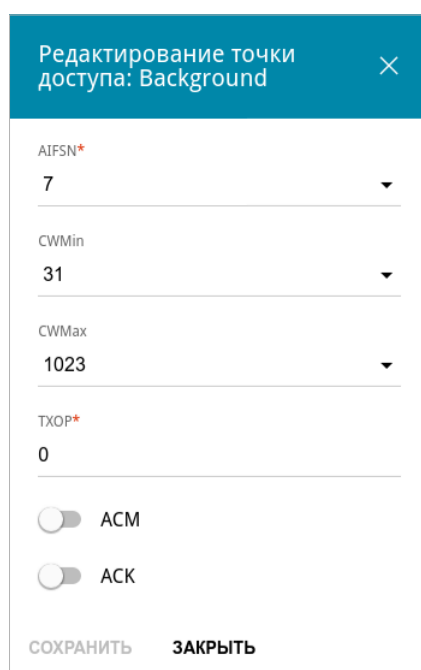 Редактирование точки
доступа: Background
AIFSN*
7
CWMin
31
CWMax
1023
TXOP*
0
ACM
ACK
СОХРАНИТЬ ЗАКРЫТЬ